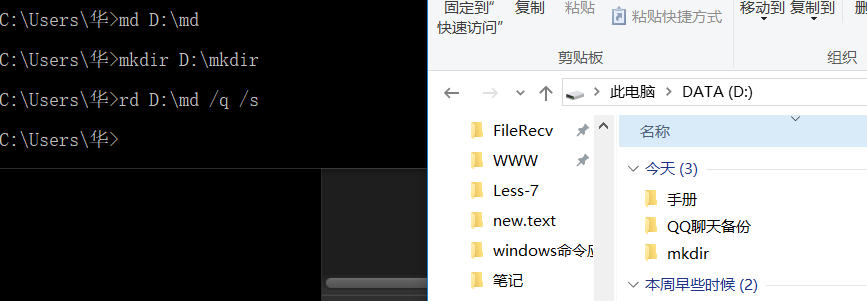 C:\Users\华>md D:\md
C:\Users\华>mkdir D:\mkdir
C:\Users\华>rd D:\md /q /s
C:\Users\华>
固定到"
快速访问"
复制
粘贴
粘贴快捷方式
移动到
复制到
剪贴板
组织
此电脑
DATA (D:)
FileRecv
WWW
Less-7
new.text
windows命令
笔记
名称
今天 (3)
手册
QQ聊天备份
mkdir
本周早些时候 (2)